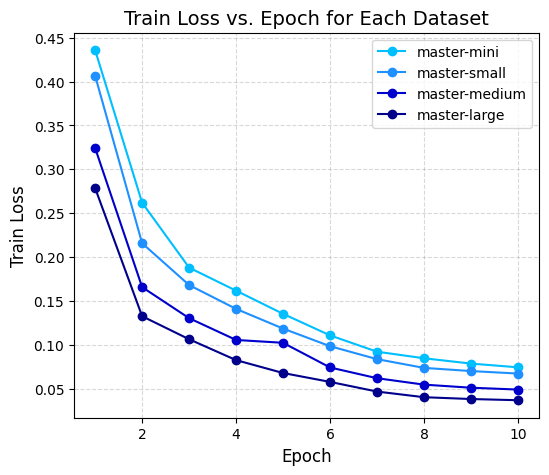 Train Loss vs. Epoch for Each Dataset
master-mini
master-small
master-medium
master-large
Train Loss
0.45
0.40
0.35
0.30
0.25
0.20
0.15
0.10
0.05
2
4
6
8
10
Epoch